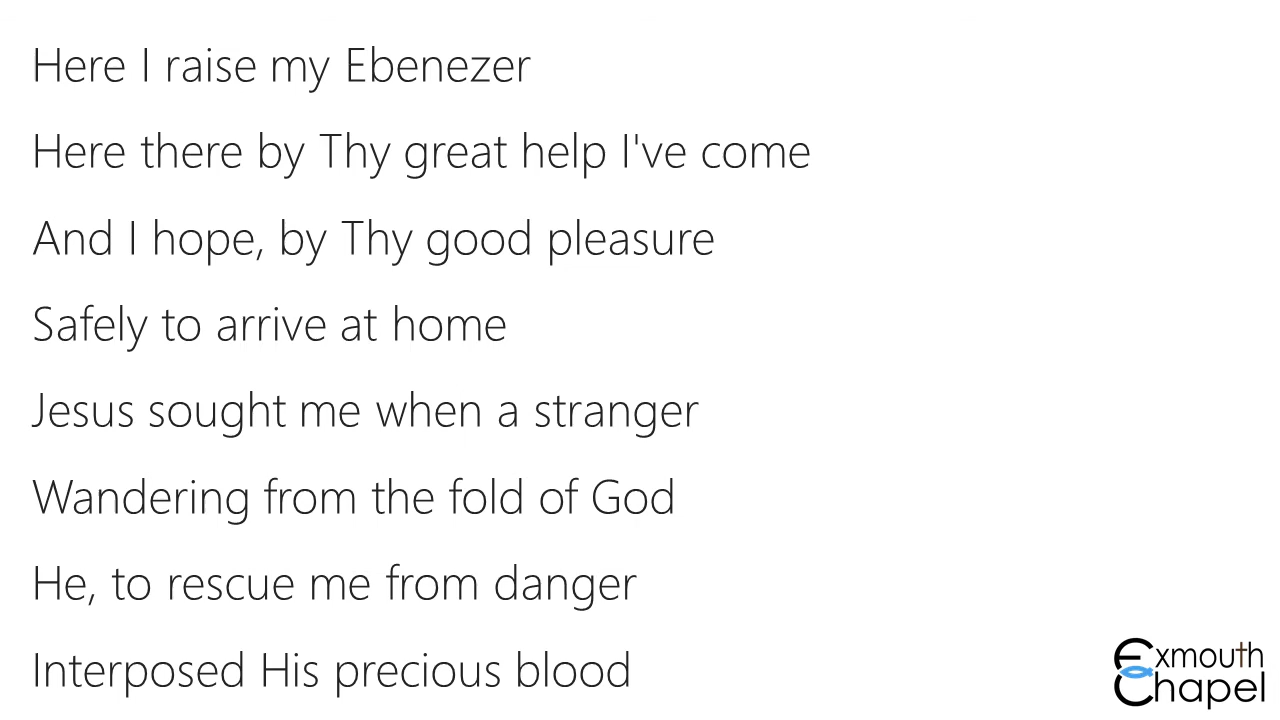 Here I raise my Ebenezer
Here there by Thy great help I've come
And I hope, by Thy good pleasure
Safely to arrive at home
Jesus sought me when a stranger
Wandering from the fold of God
He, to rescue me from danger
Interposed His precious blood
Exmouth
Chapel